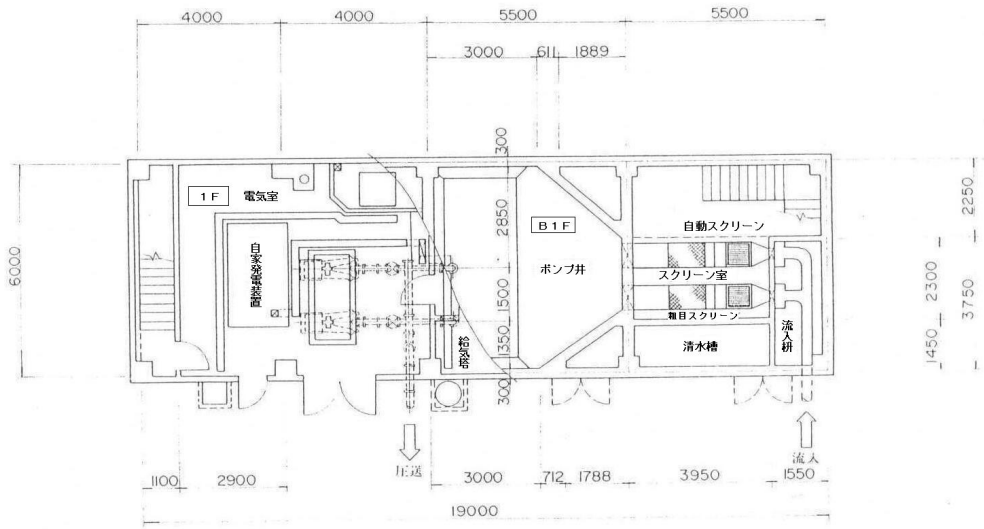 4000
4000
5500
5500
3000
611
1889
300
1F
電気室
2850
B1F
自動スクリーン
2250
6000
自家発電装置
ポンプ井
スクリーン室
2300
3750
1500
粗目スクリーン
1350
給気塔
清水槽
流入枡
1450
300
圧送
流入
1100
2900
3000
712
1788
3950
1550
19000